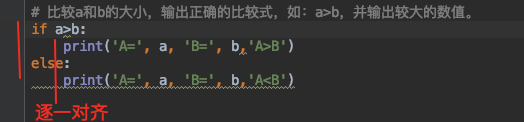 # 比较a和b的大小，输出正确的比较式，如：a>b，并输出较大的数值。
if a>b:
    print('A=', a, 'B=', b,'A>B')
else:
    print('A=', a, 'B=', b,'A<B')
逐一对齐